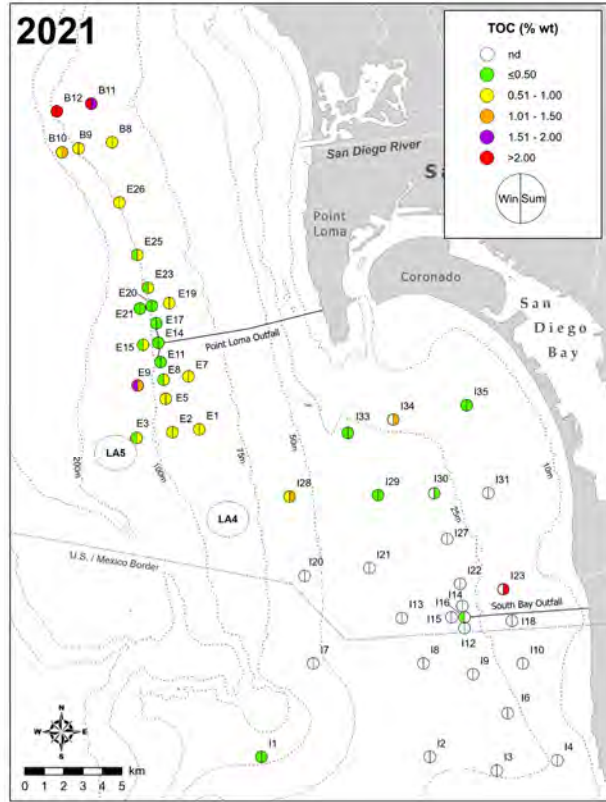 2021
TOC (% wt)
nd
≤0.50
0.51 - 1.00
1.01 - 1.50
1.51 - 2.00
>2.00
Win Sum
B12
B11
B10
B9
B8
San Diego River
Point
Loma
Coronado
San
Diego
Bay
E26
E25
E23
E20
E19
E21
E17
E14
Point Loma Outfall
E15
E11
E9
E8
E7
E5
E3
E2
E1
LA5
LA4
200m
100m
75m
50m
25m
10m
I35
I34
I33
I28
I29
I30
I31
I27
U.S. / Mexico Border
I20
I21
I22
I23
I14
I16
South Bay Outfall
I13
I15
I18
I12
I7
I8
I9
I10
I6
I1
I2
I3
I4
N
W E
S
0 1 2 3 4 5
km